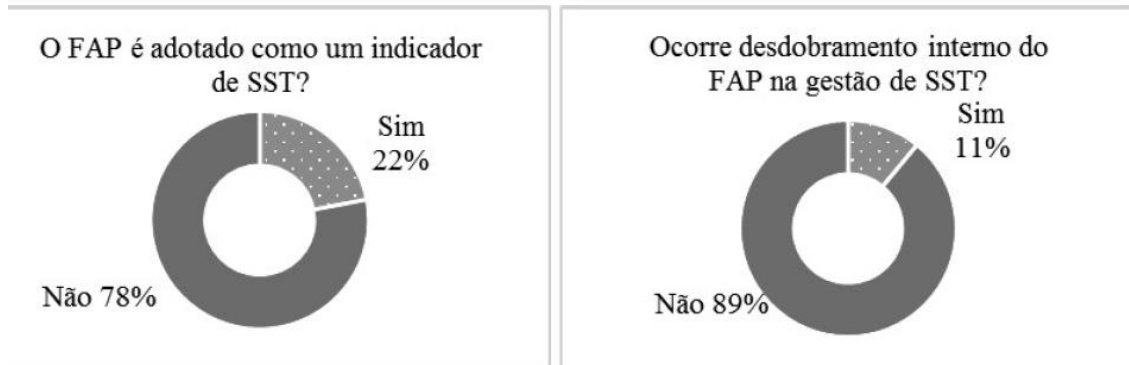 O FAP é adotado como um indicador
de SST?
Sim
22%
Não 78%
Ocorre desdobramento interno do
FAP na gestão de SST?
Sim
11%
Não 89%